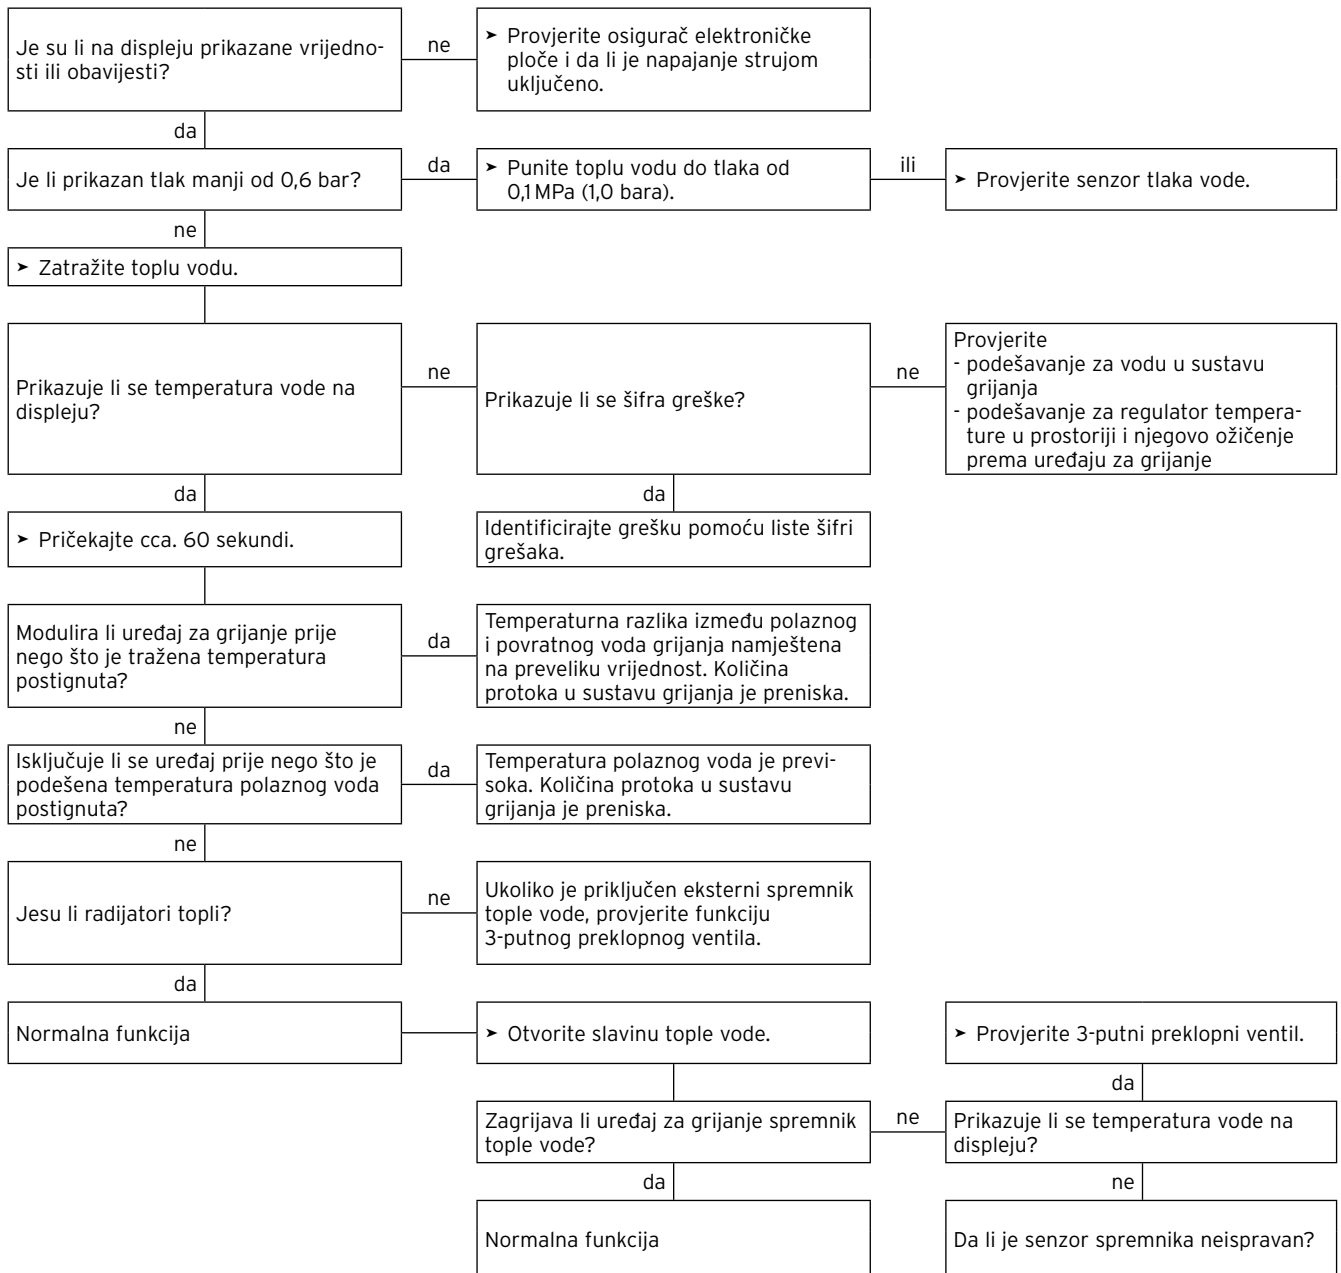 Je su li na displeju prikazane vrijedno-
sti ili obavijesti?
ne
➤ Provjerite osigurač elektroničke
ploče i da li je napajanje strujom
uključeno.
da
Je li prikazan tlak manji od 0,6 bar?
da
➤ Punite toplu vodu do tlaka od
0,1 MPa (1,0 bara).
ili
➤ Provjerite senzor tlaka vode.
ne
➤ Zatražite toplu vodu.
Prikazuje li se temperatura vode na
displeju?
ne
Prikazuje li se šifra greške?
ne
Provjerite
- podešavanje za vodu u sustavu
grijanja
- podešavanje za regulator tempera-
ture u prostoriji i njegovo ožičenje
prema uređaju za grijanje
da
da
➤ Pričekajte cca. 60 sekundi.
Identificirajte grešku pomoću liste šifri
grešaka.
Modulira li uređaj za grijanje prije
nego što je tražena temperatura
postignuta?
da
Temperaturna razlika između polaznog
i povratnog voda grijanja namještena
na preveliku vrijednost. Količina
protoka u sustavu grijanja je preniska.
ne
Isključuje li se uređaj prije nego što je
podešena temperatura polaznog voda
postignuta?
da
Temperatura polaznog voda je previ-
soka. Količina protoka u sustavu
grijanja je preniska.
ne
Jesu li radijatori topli?
ne
Ukoliko je priključen eksterni spremnik
tople vode, provjerite funkciju
3-putnog preklopnog ventila.
da
Normalna funkcija
➤ Otvorite slavinu tople vode.
➤ Provjerite 3-putni preklopni ventil.
da
Zagrijava li uređaj za grijanje spremnik
tople vode?
ne
Prikazuje li se temperatura vode na
displeju?
da
ne
Normalna funkcija
Da li je senzor spremnika neispravan?